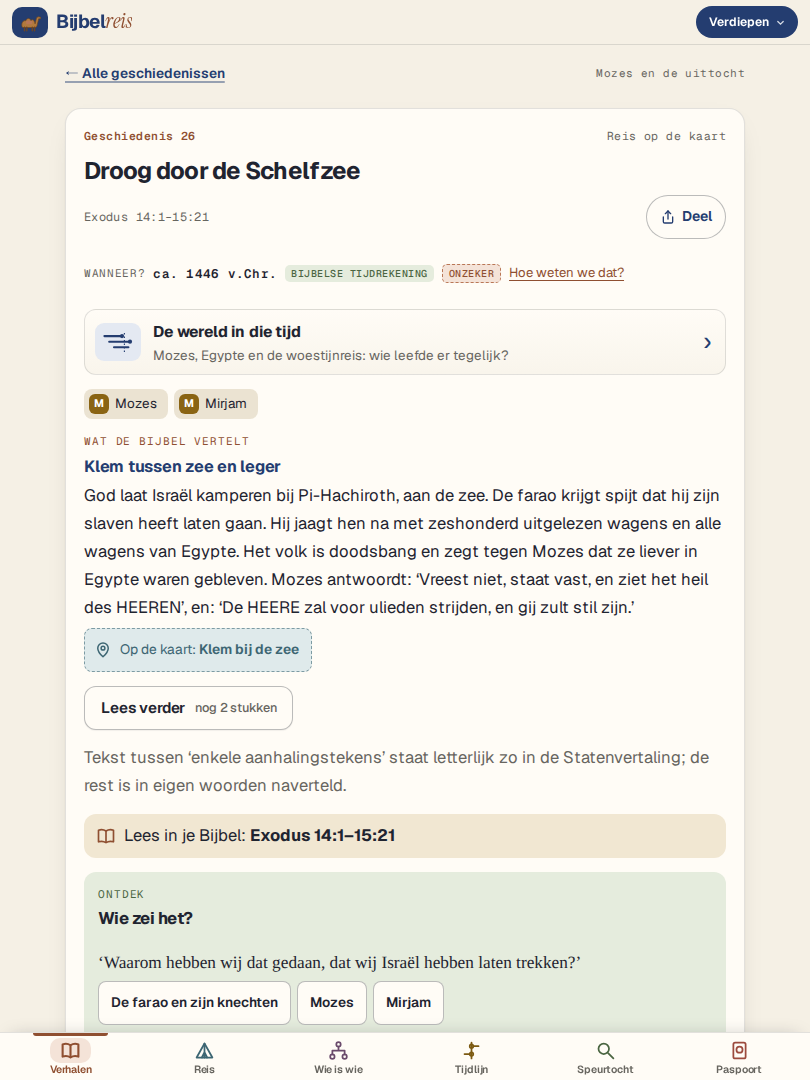 Bijbelreis
Verdiepen
← Alle geschiedenissen
Mozes en de uittocht
Geschiedenis 26
Reis op de kaart
Droog door de Schelfzee
Exodus 14:1–15:21
Deel
WANNEER? ca. 1446 v.Chr. BIJBELSE TIJDREKENING ONZEKER Hoe weten we dat?
De wereld in die tijd
Mozes, Egypte en de woestijnreis: wie leefde er tegelijk?
M Mozes
M Mirjam
WAT DE BIJBEL VERTELT
Klem tussen zee en leger
God laat Israël kamperen bij Pi-Hachiroth, aan de zee. De farao krijgt spijt dat hij zijn
slaven heeft laten gaan. Hij jaagt hen na met zeshonderd uitgelezen wagens en alle
wagens van Egypte. Het volk is doodsbang en zegt tegen Mozes dat ze liever in
Egypte waren gebleven. Mozes antwoordt: ‘Vreest niet, staat vast, en ziet het heil
des HEEREN’, en: ‘De HEERE zal voor ulieden strijden, en gij zult stil zijn.’
Op de kaart: Klem bij de zee
Lees verder nog 2 stukken
Tekst tussen ‘enkele aanhalingstekens’ staat letterlijk zo in de Statenvertaling; de
rest is in eigen woorden naverteld.
Lees in je Bijbel: Exodus 14:1–15:21
ONTDEK
Wie zei het?
‘Waarom hebben wij dat gedaan, dat wij Israël hebben laten trekken?’
De farao en zijn knechten
Mozes
Mirjam
Verhalen
Reis
Wie is wie
Tijdlijn
Speurtocht
Paspoort